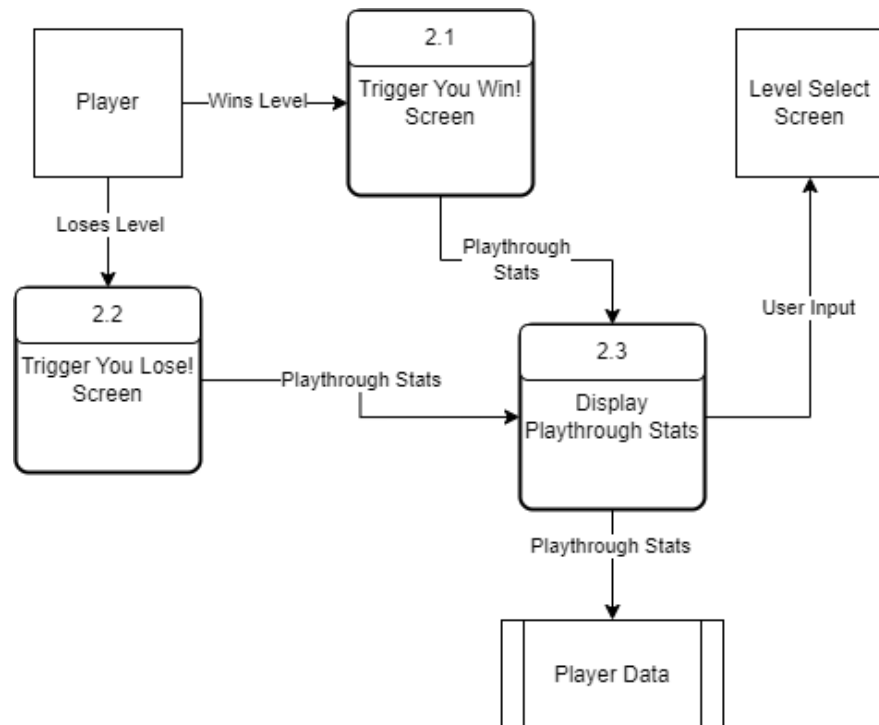 2.1
Player
Wins Level
Trigger You Win!
Screen
Level Select
Screen
Loses Level
Playthrough
Stats
User Input
2.2
Trigger You Lose!
Screen
Playthrough Stats
2.3
Display
Playthrough Stats
Playthrough Stats
Player Data